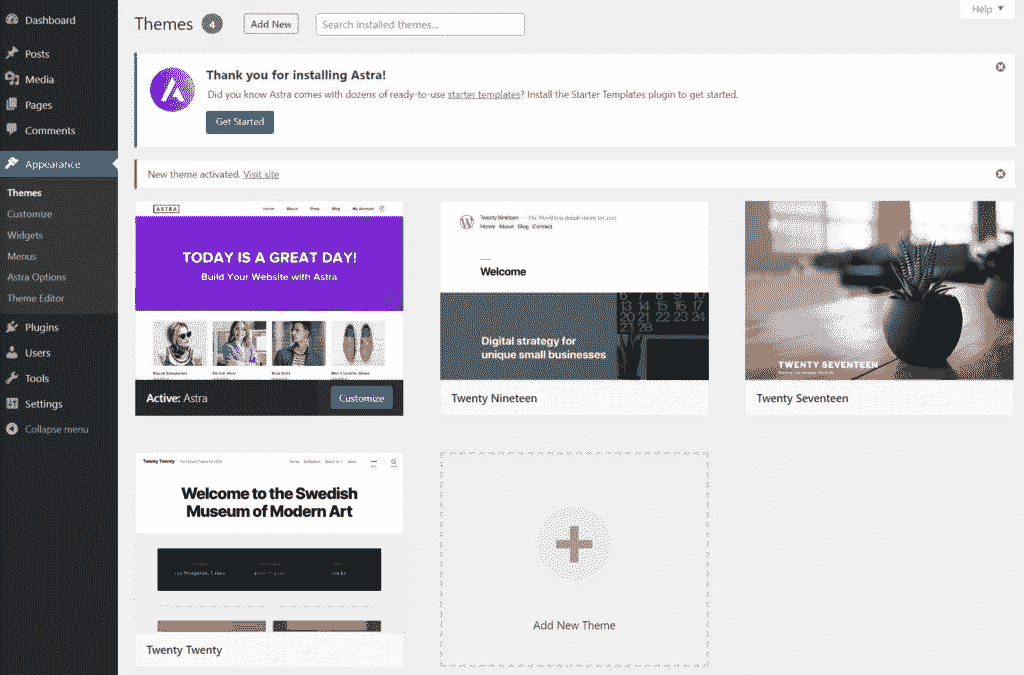 Dashboard
Posts
Media
Pages
Comments
Appearance
Themes
Customize
Widgets
Menus
Astra Options
Theme Editor
Plugins
Users
Tools
Settings
Collapse menu
Help
Themes 4 Add New Search installed themes...
Thank you for installing Astra!
Did you know Astra comes with dozens of ready-to-use starter templates? Install the Starter Templates plugin to get started.
Get Started
New theme activated. Visit site
ASTRA Home About Shop Blog My Account
TODAY IS A GREAT DAY!
Build Your Website with Astra
Active: Astra Customize
Twenty Nineteen — The WordPress default theme for 2019
Home About Blog Contact
Welcome
Digital strategy for
unique small businesses
Twenty Nineteen
TWENTY SEVENTEEN
Twenty Seventeen
Twenty Twenty
Welcome to the Swedish
Museum of Modern Art
Twenty Twenty
Add New Theme